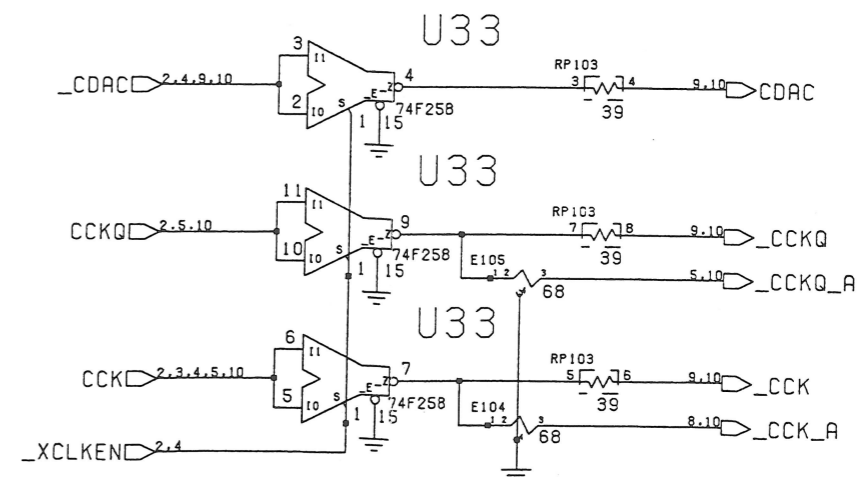 U33
3
I1
4
RP103
_CDAC
2,4,9,10
_E_Z
3
4
9,10
CDAC
2
I0
S
74F258
39
1
15
U33
11
I1
9
RP103
CCKQ
2,5,10
_E_Z
7
8
9,10
_CCKQ
10
I0
S
74F258
39
E105
1
15
1 2
3
5,10
_CCKQ_A
68
U33
6
I1
7
RP103
CCK
2,3,4,5,10
_E_Z
5
6
9,10
_CCK
5
I0
S
74F258
39
E104
1
15
1 2
3
8,10
_CCK_A
68
_XCLKEN
2,4